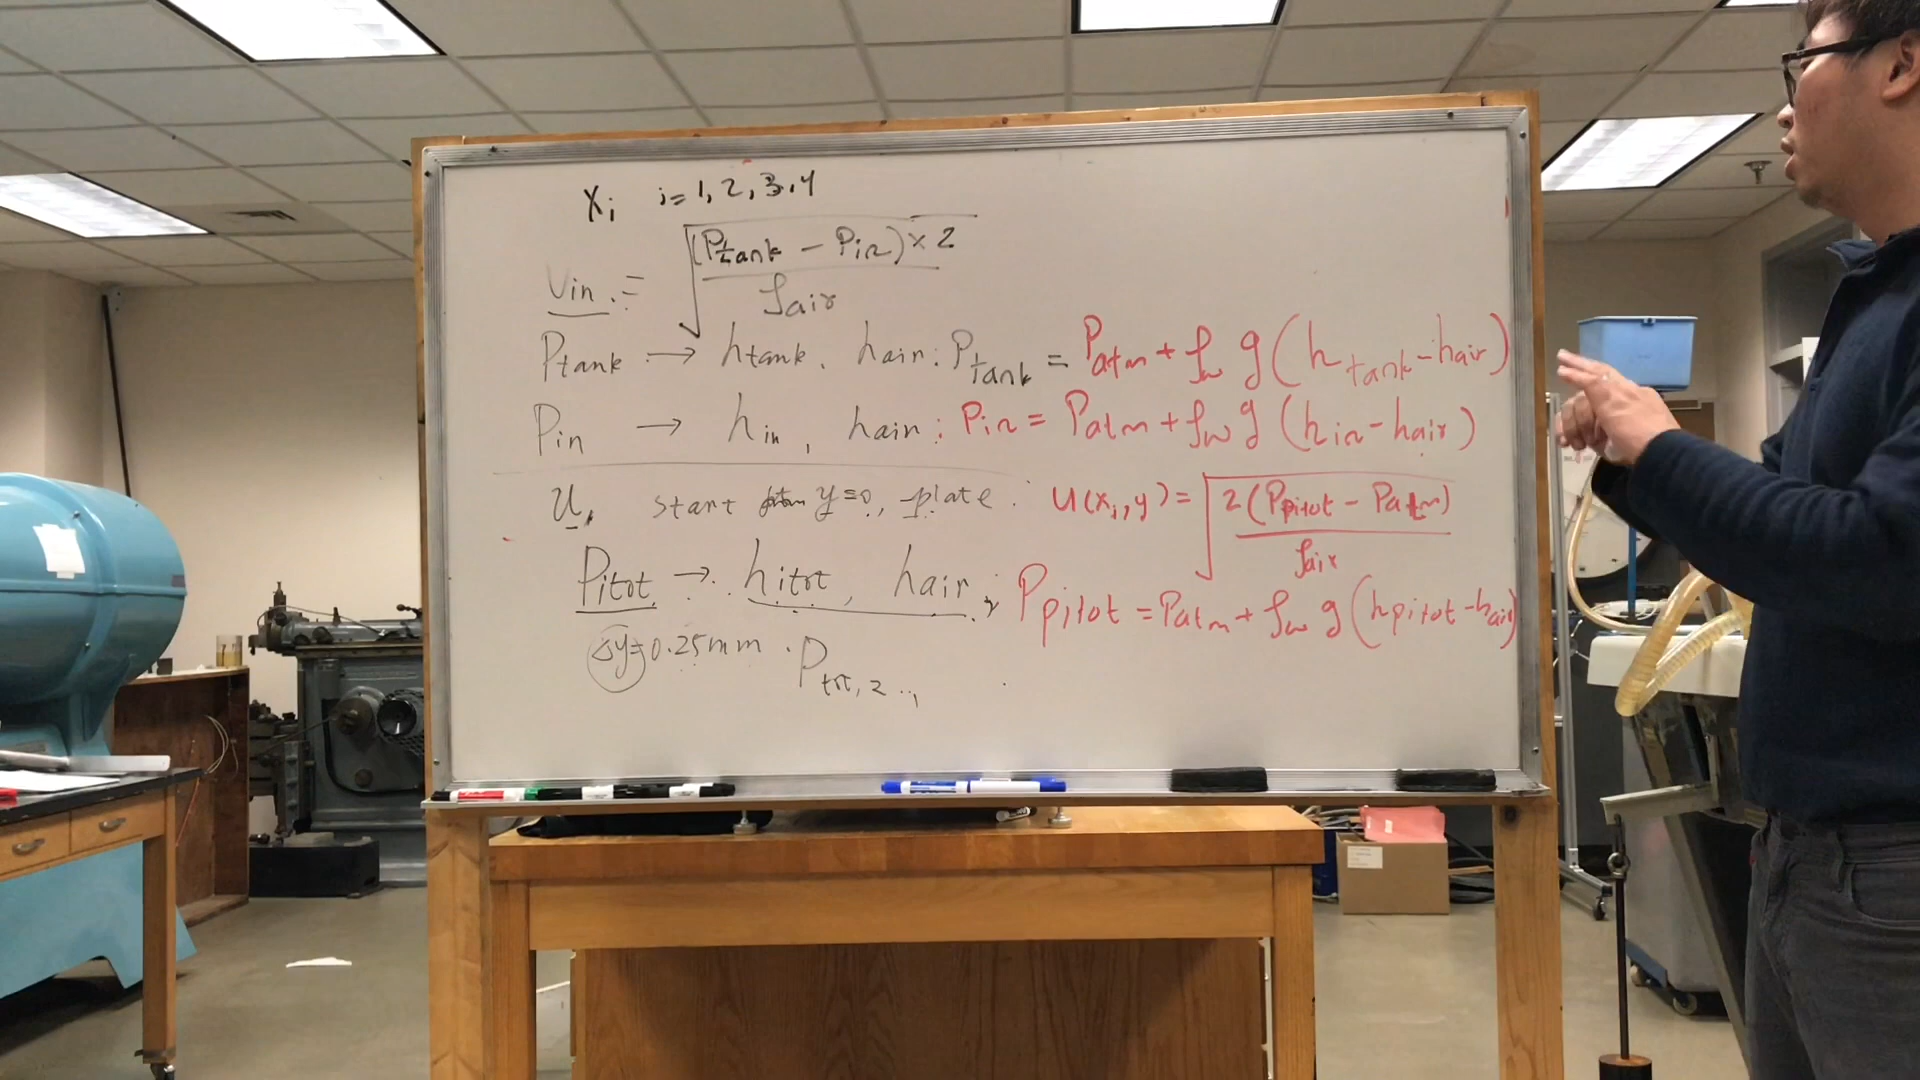 Xi i=1,2,3,4
Uin = √((Ptank - Pin)×2 / ρair)
Ptank → htank, hair: Ptank = Patm + ρw g (htank - hair)
Pin → hin, hair: Pin = Patm + ρw g (hin - hair)
u, start y=0, plate. u(xi,y) = √(2(Ppitot - Patm) / ρair)
Pitot → hitot, hair, Ppitot = Patm + ρw g (hpitot - hair)
Δy=0.25mm. Ptot,2 ..,